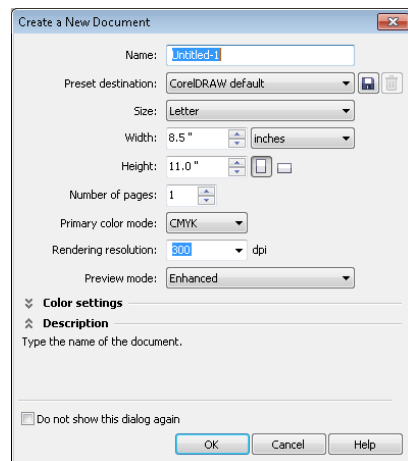 Create a New Document
Name: Untitled-1
Preset destination: CorelDRAW default
Size: Letter
Width: 8.5 " inches
Height: 11.0 "
Number of pages: 1
Primary color mode: CMYK
Rendering resolution: 300 dpi
Preview mode: Enhanced
Color settings
Description
Type the name of the document.
Do not show this dialog again
OK Cancel Help